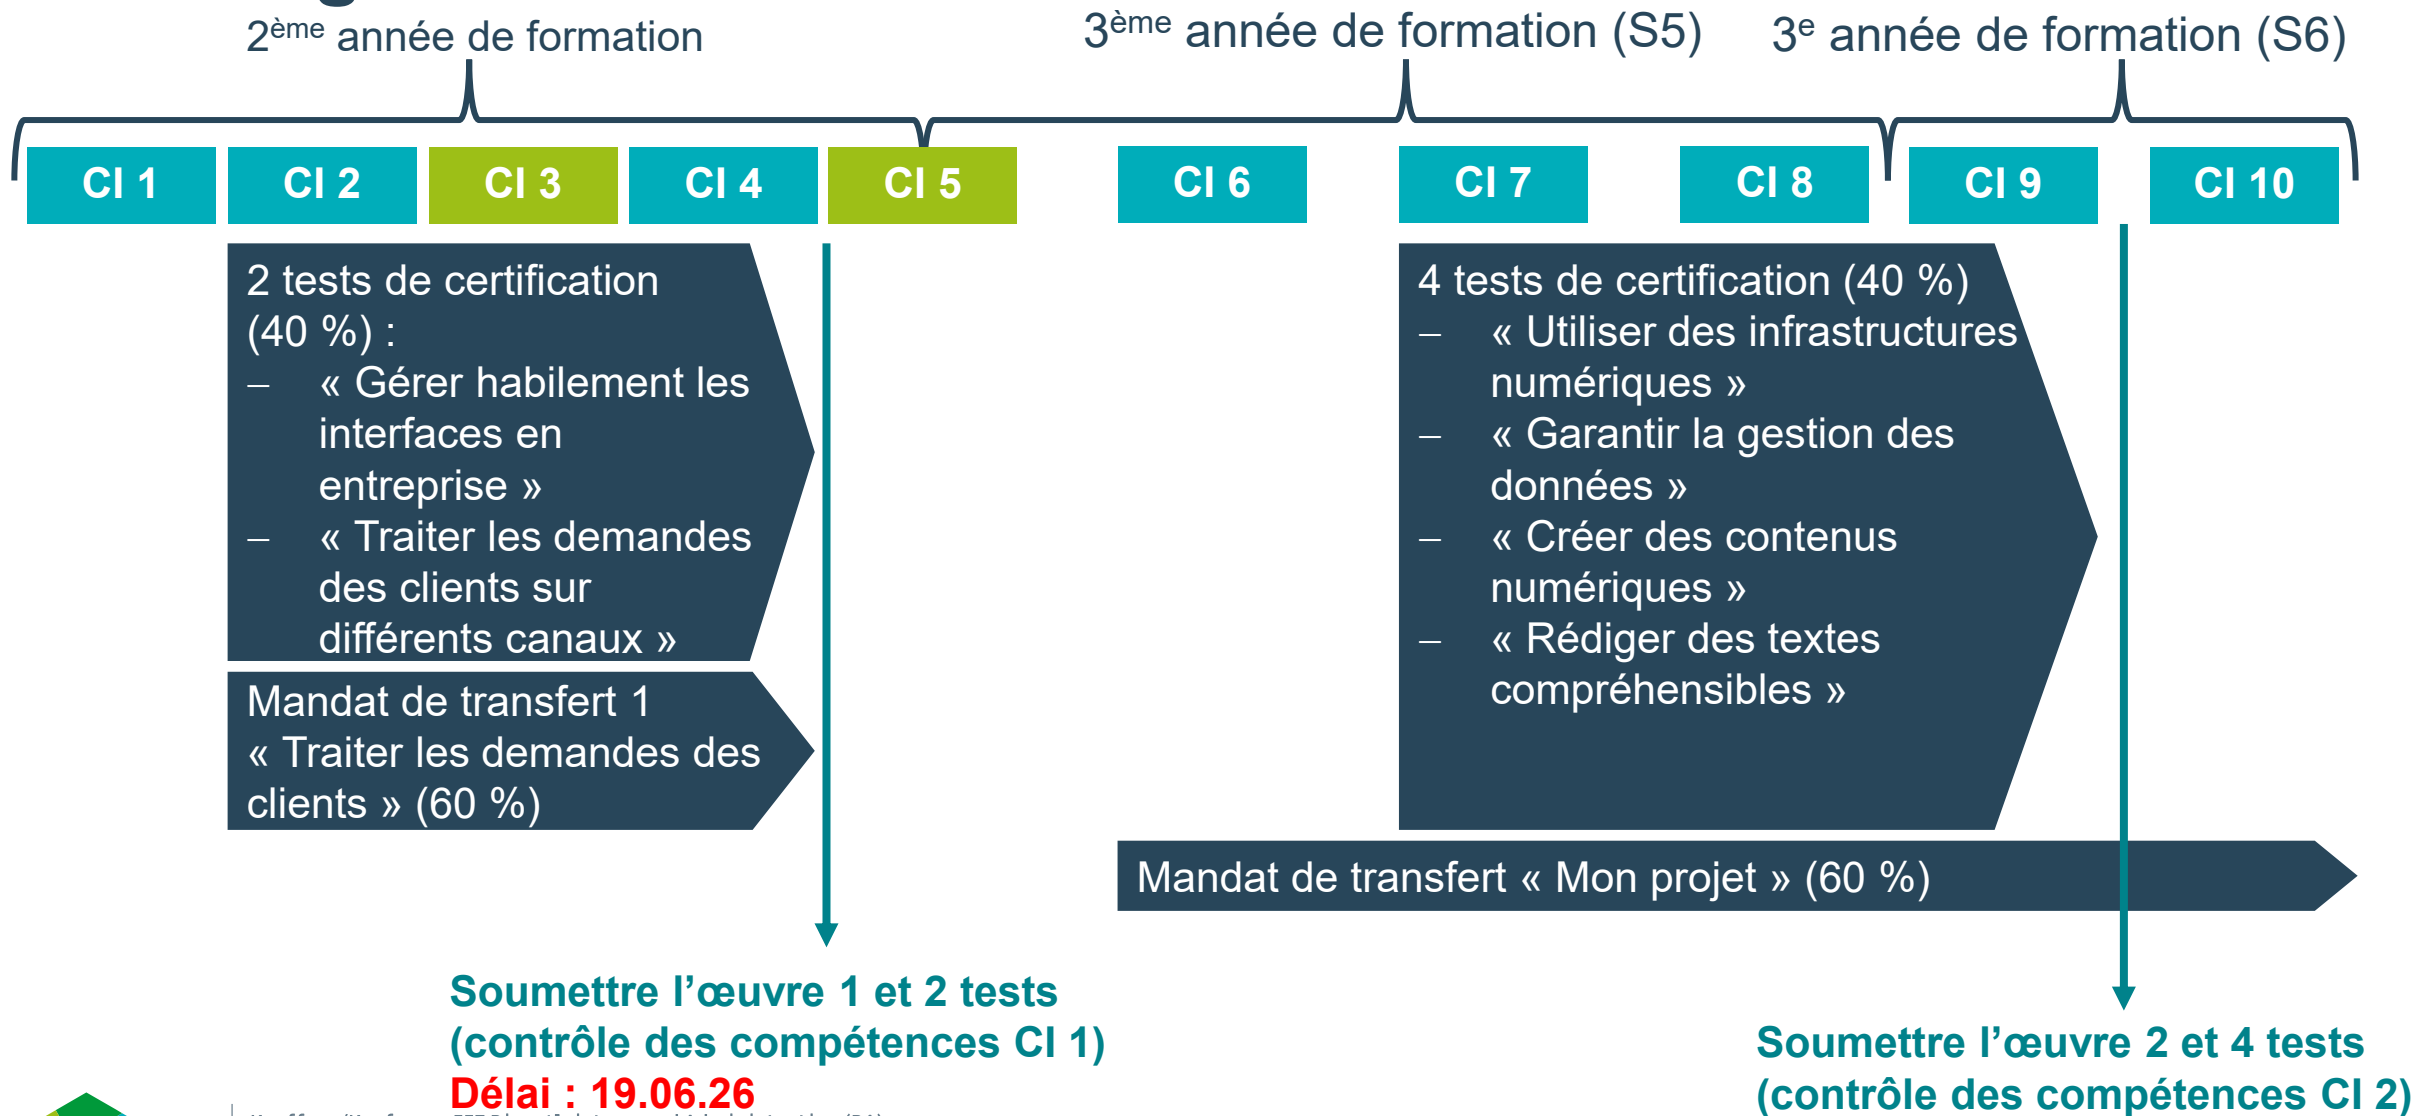 2ème année de formation
3ème année de formation (S5)
3e année de formation (S6)
CI 1
CI 2
CI 3
CI 4
CI 5
CI 6
CI 7
CI 8
CI 9
CI 10
2 tests de certification
(40 %) :
– « Gérer habilement les
interfaces en
entreprise »
– « Traiter les demandes
des clients sur
différents canaux »
Mandat de transfert 1
« Traiter les demandes des
clients » (60 %)
4 tests de certification (40 %)
– « Utiliser des infrastructures
numériques »
– « Garantir la gestion des
données »
– « Créer des contenus
numériques »
– « Rédiger des textes
compréhensibles »
Mandat de transfert « Mon projet » (60 %)
Soumettre l’œuvre 1 et 2 tests
(contrôle des compétences CI 1)
Délai : 19.06.26
Soumettre l’œuvre 2 et 4 tests
(contrôle des compétences CI 2)